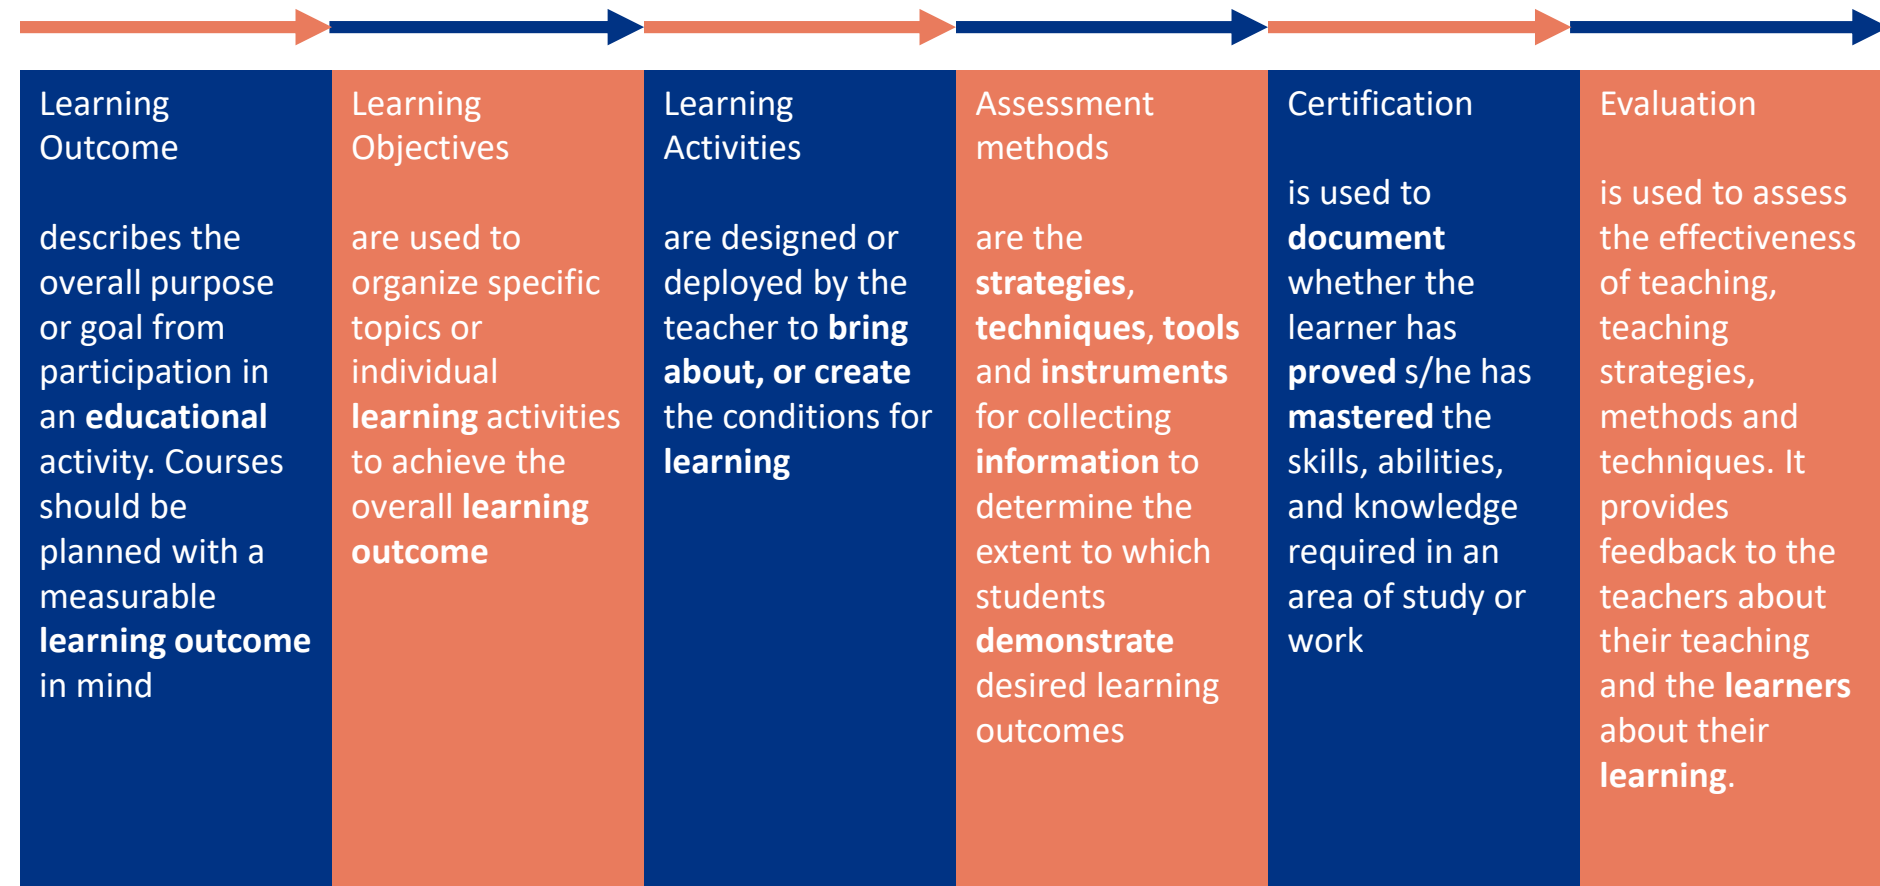 Learning
Outcome
describes the
overall purpose
or goal from
participation in
an educational
activity. Courses
should be
planned with a
measurable
learning outcome
in mind
Learning
Objectives
are used to
organize specific
topics or
individual
learning activities
to achieve the
overall learning
outcome
Learning
Activities
are designed or
deployed by the
teacher to bring
about, or create
the conditions for
learning
Assessment
methods
are the
strategies,
techniques, tools
and instruments
for collecting
information to
determine the
extent to which
students
demonstrate
desired learning
outcomes
Certification
is used to
document
whether the
learner has
proved s/he has
mastered the
skills, abilities,
and knowledge
required in an
area of study or
work
Evaluation
is used to assess
the effectiveness
of teaching,
teaching
strategies,
methods and
techniques. It
provides
feedback to the
teachers about
their teaching
and the learners
about their
learning.